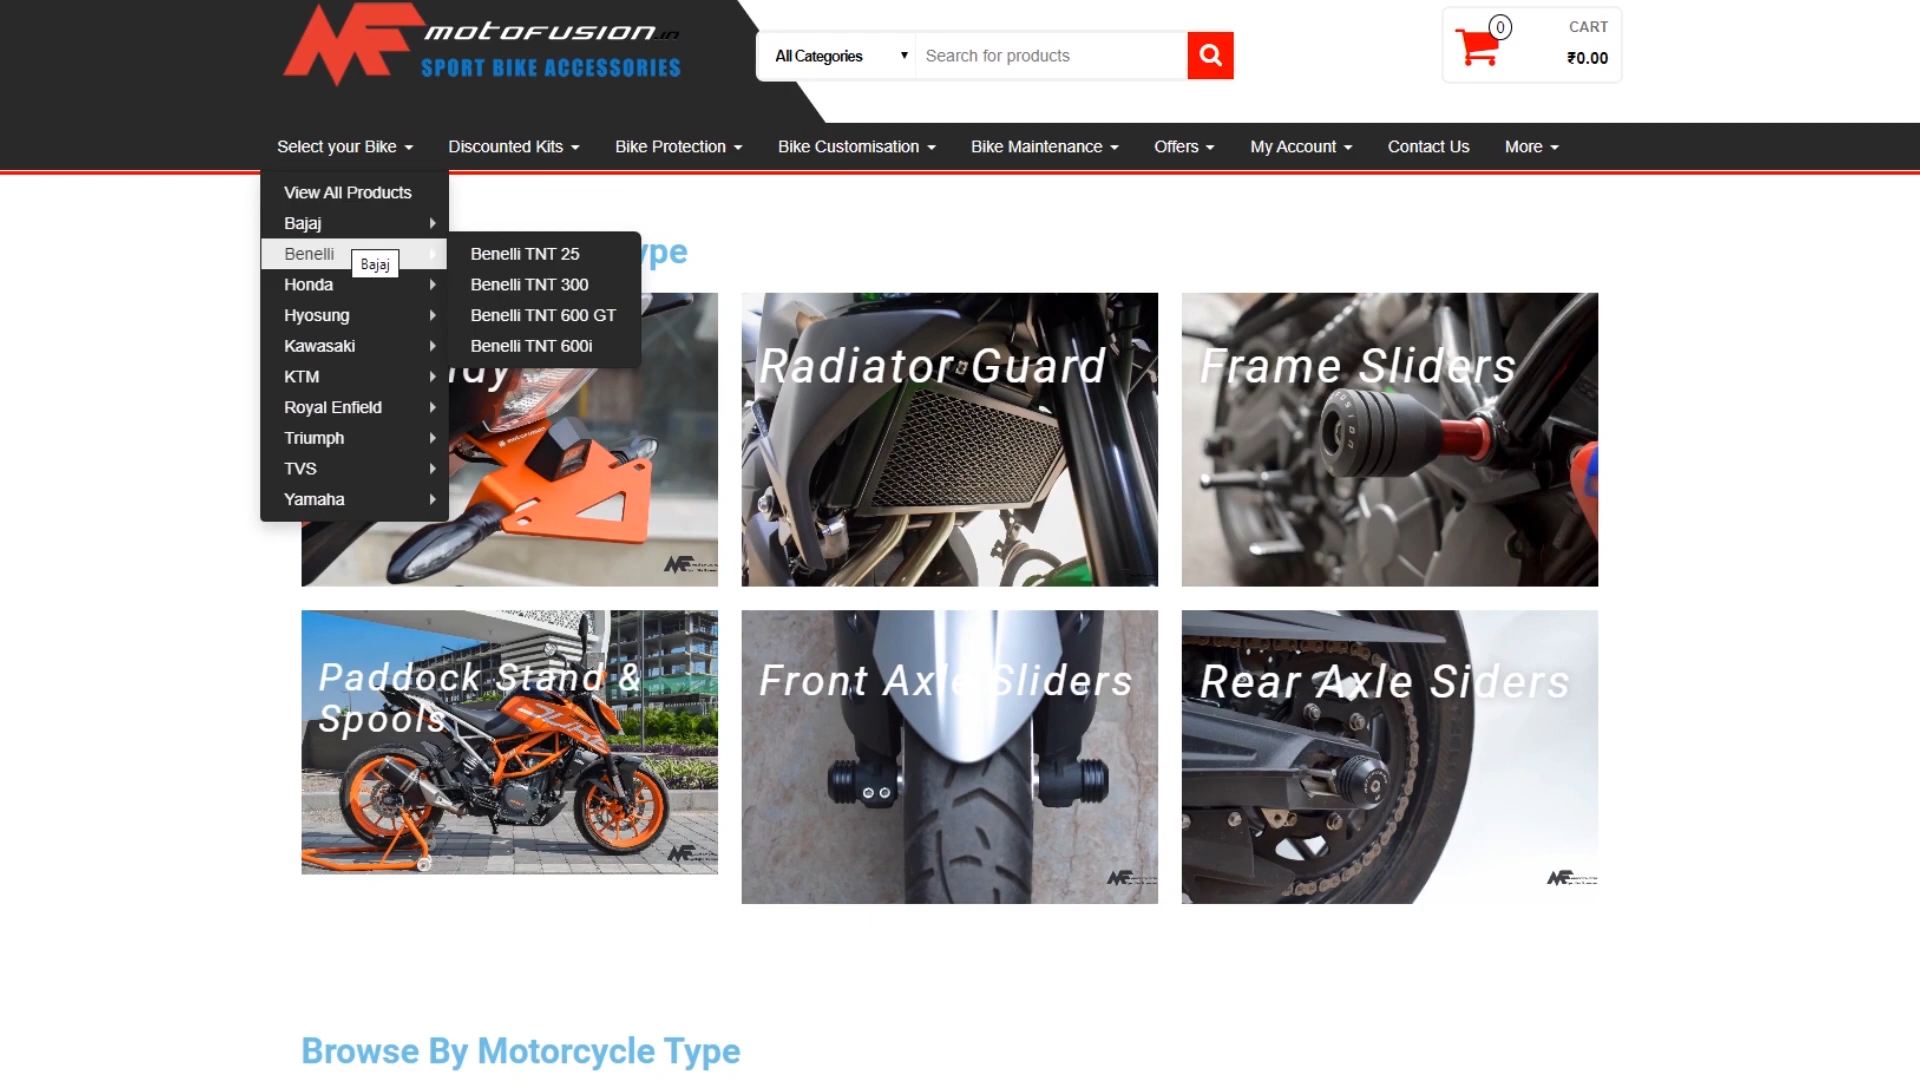 motofusion.in
SPORT BIKE ACCESSORIES
All Categories
Search for products
0
CART
₹0.00
Select your Bike
Discounted Kits
Bike Protection
Bike Customisation
Bike Maintenance
Offers
My Account
Contact Us
More
View All Products
Bajaj
Benelli
Bajaj
Honda
Hyosung
Kawasaki
KTM
Royal Enfield
Triumph
TVS
Yamaha
Benelli TNT 25
Benelli TNT 300
Benelli TNT 600 GT
Benelli TNT 600i
ype
dy
Radiator Guard
Frame Sliders
motofusion
Paddock Stand &
Spools
Front Axle Sliders
Rear Axle Siders
Browse By Motorcycle Type